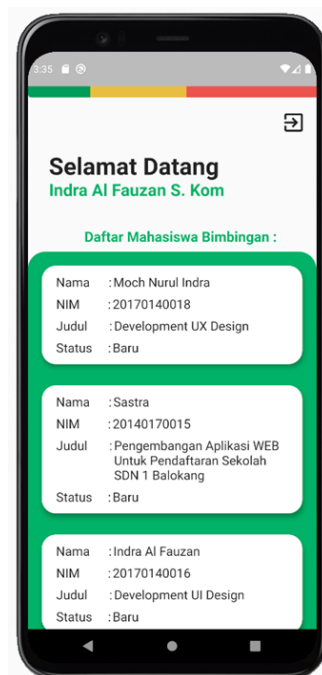 3:35
Selamat Datang
Indra Al Fauzan S. Kom
Daftar Mahasiswa Bimbingan :
Nama : Moch Nurul Indra
NIM : 20170140018
Judul : Development UX Design
Status : Baru
Nama : Sastra
NIM : 20140170015
Judul : Pengembangan Aplikasi WEB
Untuk Pendaftaran Sekolah
SDN 1 Balokang
Status : Baru
Nama : Indra Al Fauzan
NIM : 20170140016
Judul : Development UI Design
Status : Baru